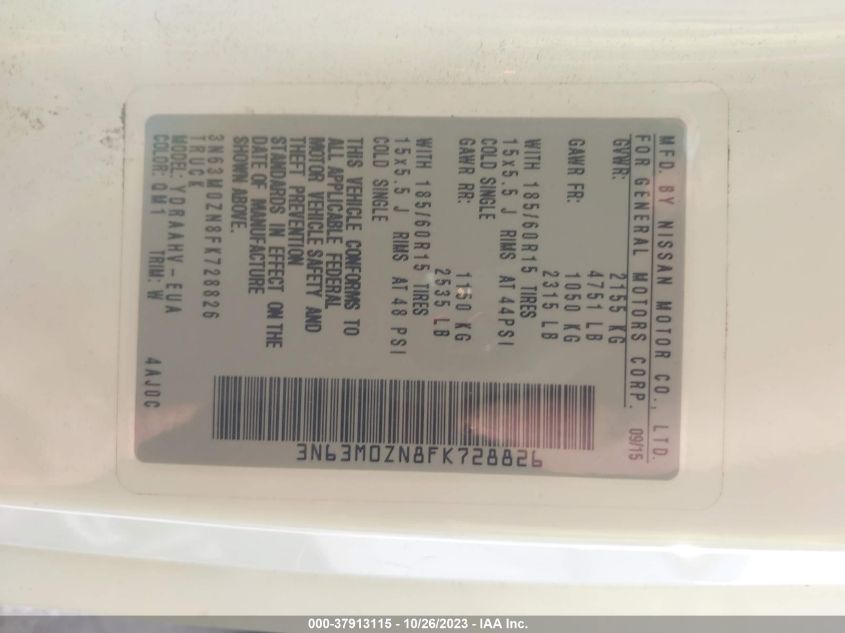 MFD. BY NISSAN MOTOR CO., LTD.
FOR GENERAL MOTORS CORP. 09/15
GVWR: 2155 KG
4751 LB
GAWR FR: 1050 KG
2315 LB
WITH 185/60R15 TIRES
15x5.5 J RIMS AT 44PSI
COLD SINGLE
GAWR RR: 1150 KG
2535 LB
WITH 185/60R15 TIRES
15x5.5 J RIMS AT 48 PSI
COLD SINGLE
THIS VEHICLE CONFORMS TO
ALL APPLICABLE FEDERAL
MOTOR VEHICLE SAFETY AND
THEFT PREVENTION
STANDARDS IN EFFECT ON THE
DATE OF MANUFACTURE
SHOWN ABOVE.
3N63M0ZN8FK728826
TRUCK
MODEL: YDRAAHV-EUA
COLOR: QM1 TRIM: W 4AJ0C
3N63M0ZN8FK728826
000-37913115 - 10/26/2023 - IAA Inc.